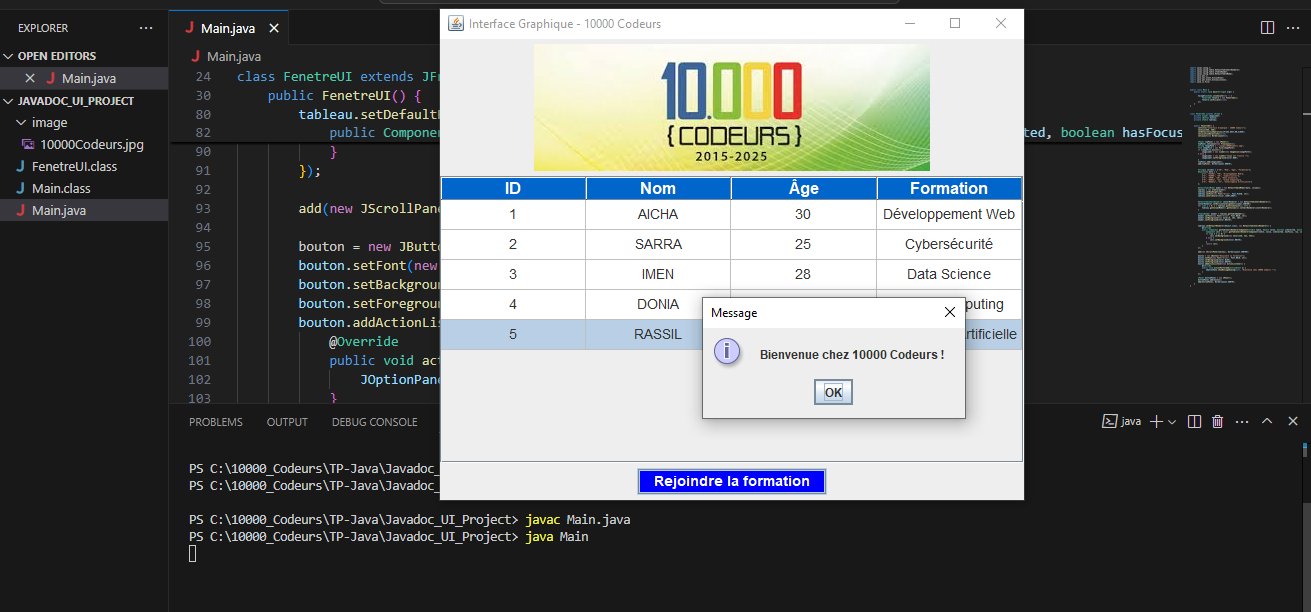 EXPLORER
OPEN EDITORS
Main.java
JAVADOC_UI_PROJECT
image
10000Codeurs.jpg
FenetreUI.class
Main.class
Main.java
Main.java
Main.java
24 class FenetreUI extends JFr
30 public FenetreUI() {
80 tableau.setDefault
82 public Componen ted, boolean hasFocus
90 }
91 });
92
93 add(new JScrollPan
94
95 bouton = new JButt
96 bouton.setFont(new
97 bouton.setBackgrou
98 bouton.setForegrou
99 bouton.addActionLi
100 @Override
101 public void act
102 JOptionPan
103 }
Interface Graphique - 10000 Codeurs
10.000
{CODEURS}
2015-2025
ID Nom Âge Formation
1 AICHA 30 Développement Web
2 SARRA 25 Cybersécurité
3 IMEN 28 Data Science
4 DONIA puting
5 RASSIL rtificielle
Message
Bienvenue chez 10000 Codeurs !
OK
Rejoindre la formation
PROBLEMS OUTPUT DEBUG CONSOLE
java
PS C:\10000_Codeurs\TP-Java\Javadoc_
PS C:\10000_Codeurs\TP-Java\Javadoc_
PS C:\10000_Codeurs\TP-Java\Javadoc_UI_Project> javac Main.java
PS C:\10000_Codeurs\TP-Java\Javadoc_UI_Project> java Main